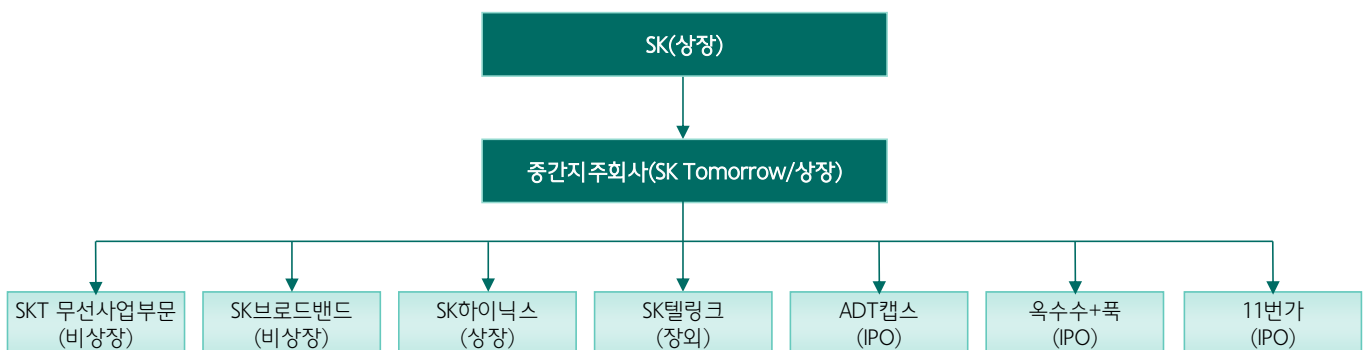 SK(상장)
중간지주회사(SK Tomorrow/상장)
SKT 무선사업부문
(비상장)
SK브로드밴드
(비상장)
SK하이닉스
(상장)
SK텔링크
(장외)
ADT캡스
(IPO)
옥수수+푹
(IPO)
11번가
(IPO)